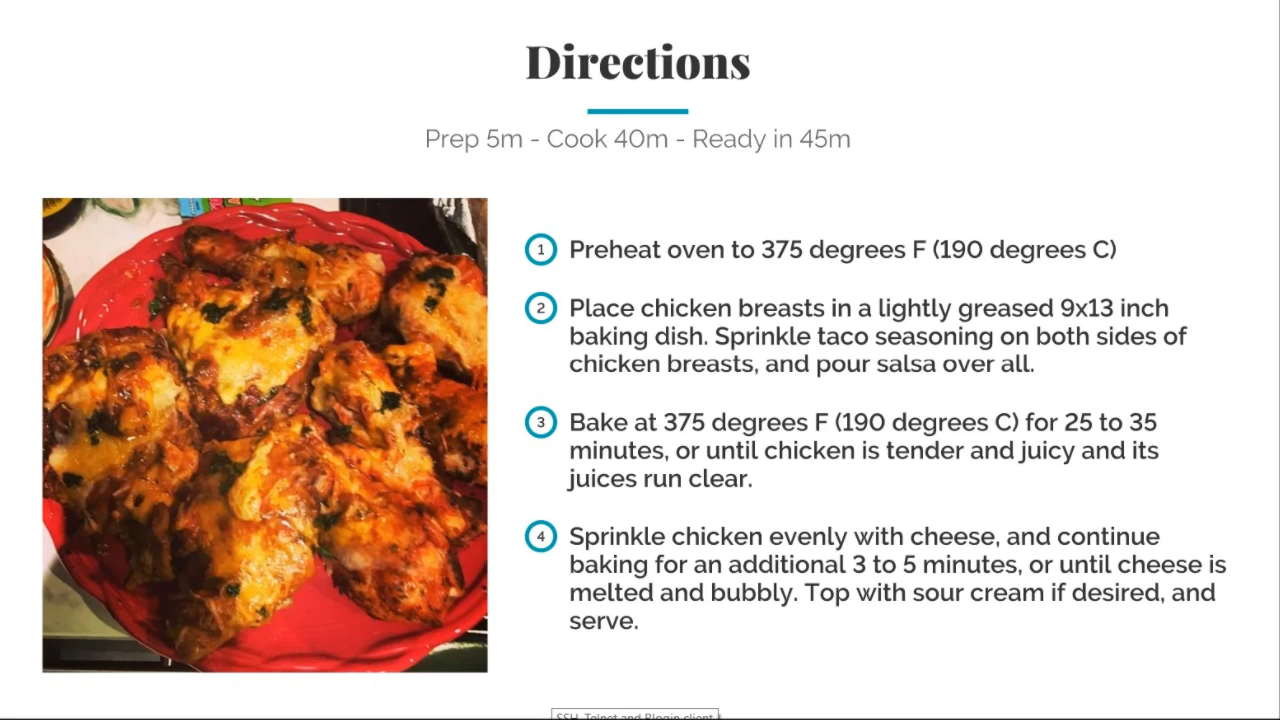 Directions
Prep 5m - Cook 40m - Ready in 45m
1 Preheat oven to 375 degrees F (190 degrees C)
2 Place chicken breasts in a lightly greased 9x13 inch
baking dish. Sprinkle taco seasoning on both sides of
chicken breasts, and pour salsa over all.
3 Bake at 375 degrees F (190 degrees C) for 25 to 35
minutes, or until chicken is tender and juicy and its
juices run clear.
4 Sprinkle chicken evenly with cheese, and continue
baking for an additional 3 to 5 minutes, or until cheese is
melted and bubbly. Top with sour cream if desired, and
serve.
SSH, Telnet and Rlogin client